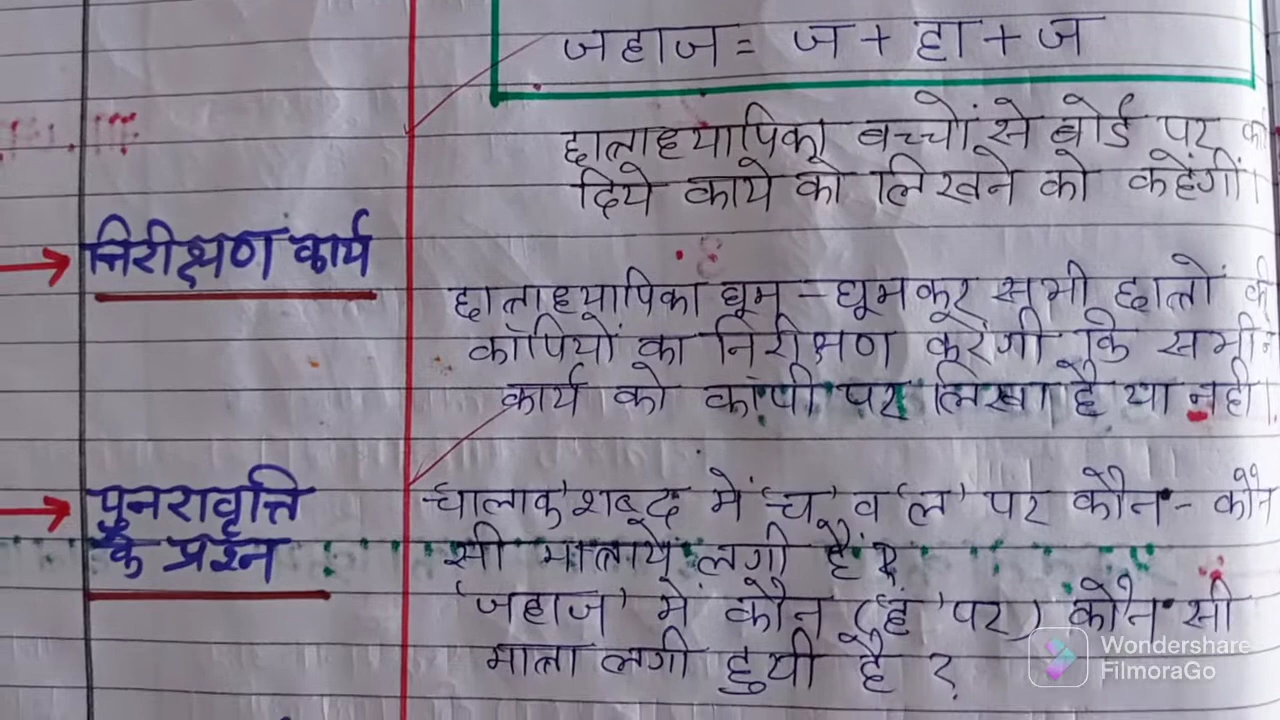 जहाज = ज + हा + ज
छात्राध्यापिका बच्चों से बोर्ड पर
दिये कार्य को लिखने को कहेंगीं।
निरीक्षण कार्य
छात्राध्यापिका घूम - घूमकर सभी छात्रों की
कॉपियों का निरीक्षण करेंगी कि सभी
कार्य को कॉपी पर लिखा है या नही।
पुनरावृत्ति
के प्रश्न
चालाक' शब्द में 'च' व 'ल' पर कौन - कौन
सी मात्राये लगी हैं?
'जहाज' में कौन ('ह' पर) कौन सी
मात्रा लगी हुयी है ?
Wondershare
FilmoraGo